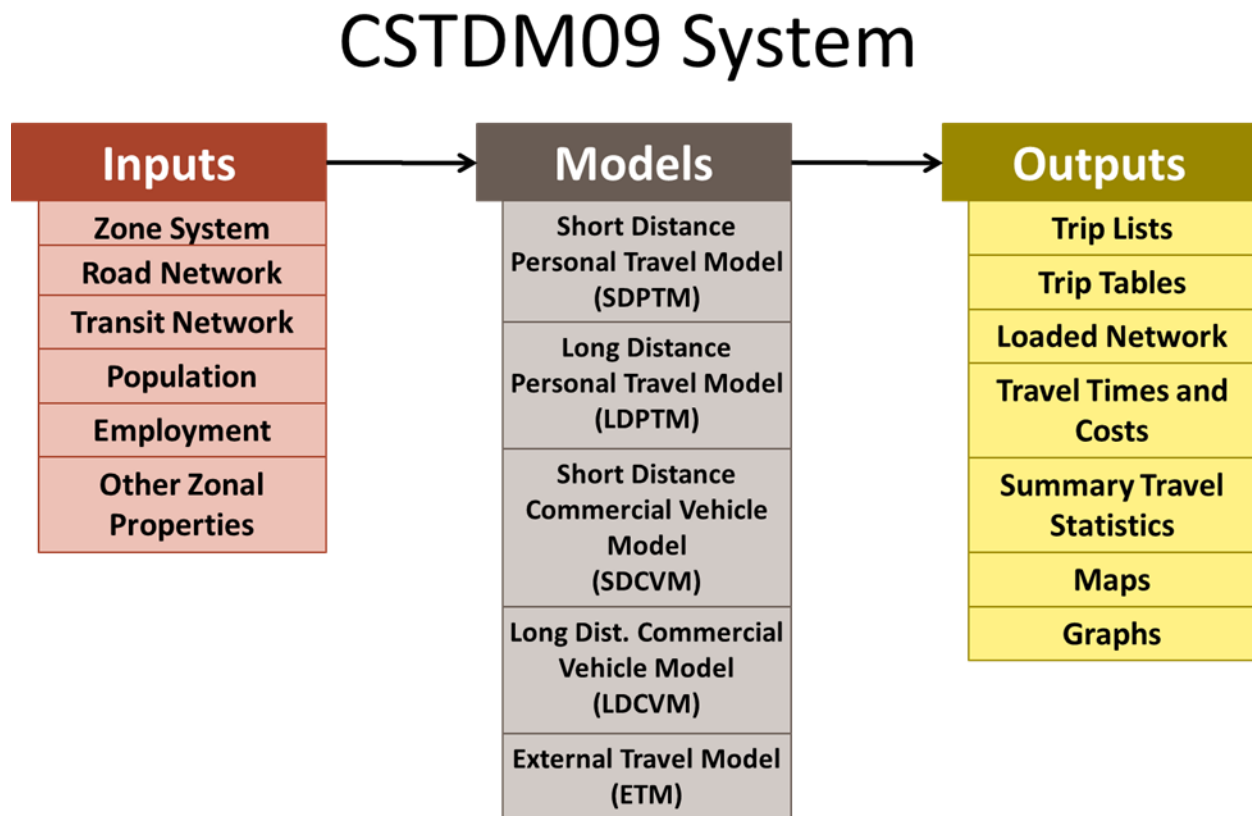 CSTDM09 System
Inputs
Zone System
Road Network
Transit Network
Population
Employment
Other Zonal
Properties
Models
Short Distance
Personal Travel Model
(SDPTM)
Long Distance
Personal Travel Model
(LDPTM)
Short Distance
Commercial Vehicle
Model
(SDCVM)
Long Dist. Commercial
Vehicle Model
(LDCVM)
External Travel Model
(ETM)
Outputs
Trip Lists
Trip Tables
Loaded Network
Travel Times and
Costs
Summary Travel
Statistics
Maps
Graphs